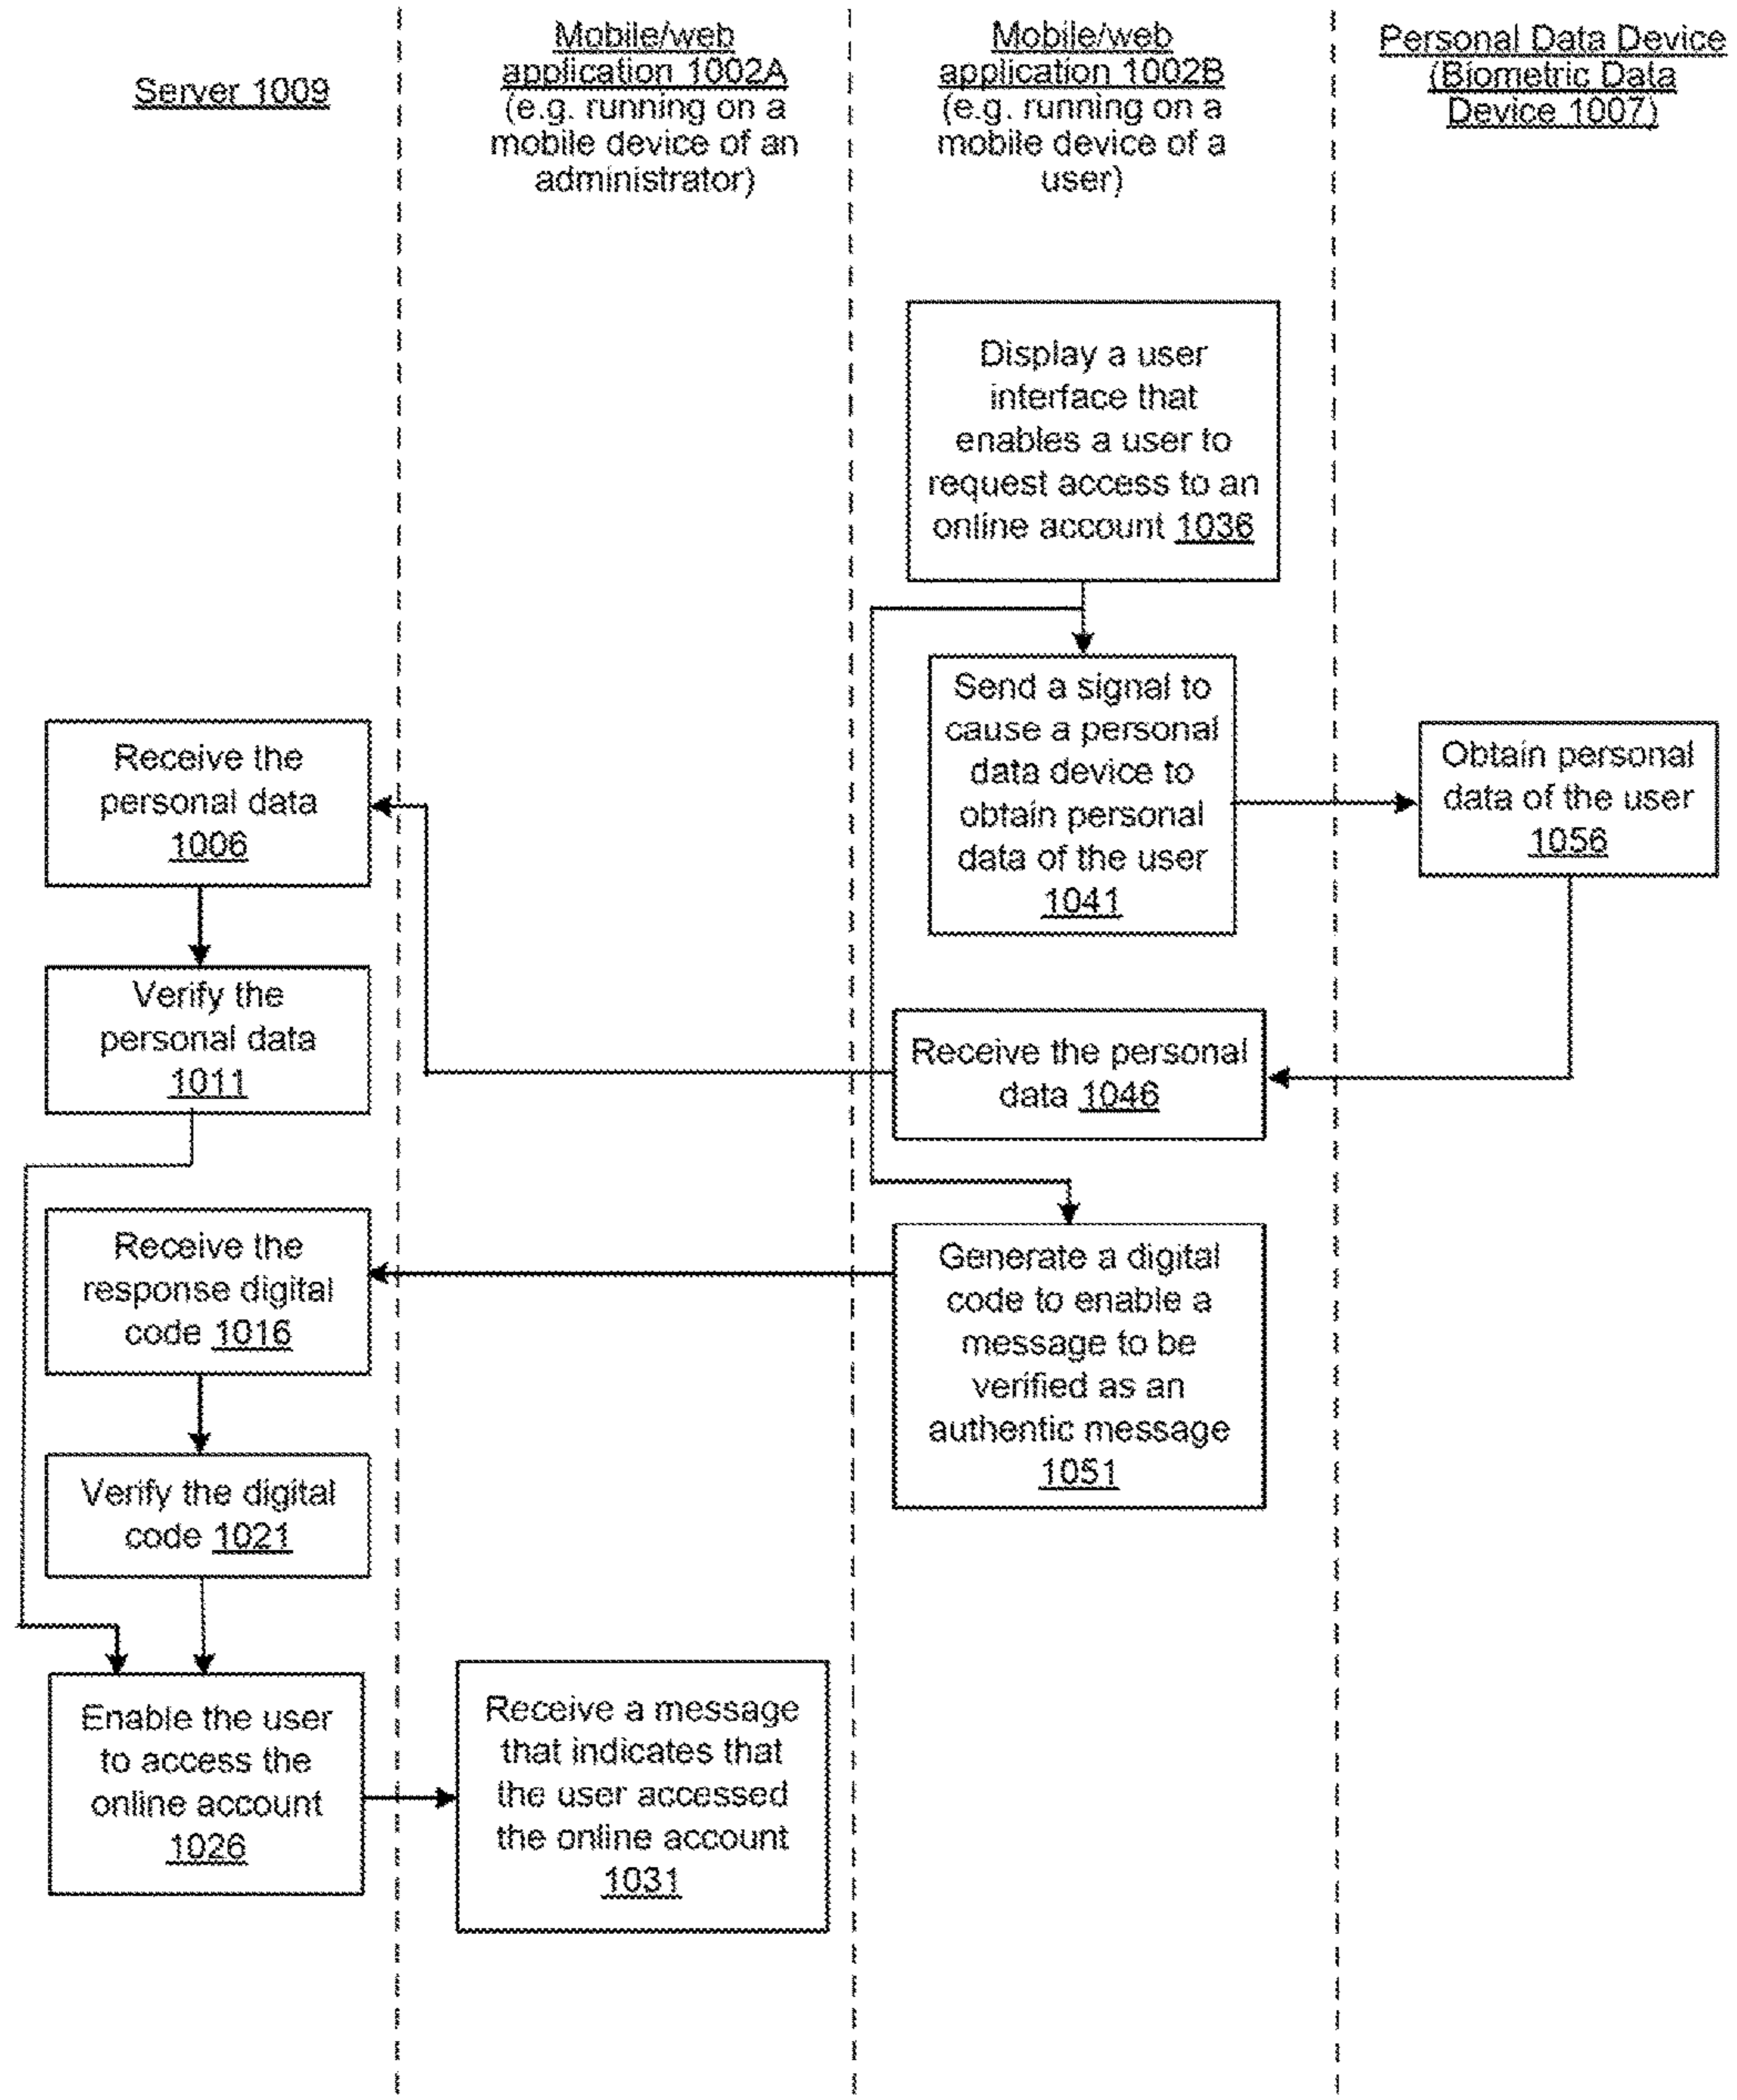 Server 1009
Mobile/web
application 1002A
(e.g. running on a
mobile device of an
administrator)
Mobile/web
application 1002B
(e.g. running on a
mobile device of a
user)
Personal Data Device
(Biometric Data
Device 1007)
Display a user
interface that
enables a user to
request access to an
online account 1036
Send a signal to
cause a personal
data device to
obtain personal
data of the user
1041
Obtain personal
data of the user
1056
Receive the
personal data
1006
Verify the
personal data
1011
Receive the personal
data 1046
Receive the
response digital
code 1016
Generate a digital
code to enable a
message to be
verified as an
authentic message
1051
Verify the digital
code 1021
Enable the user
to access the
online account
1026
Receive a message
that indicates that
the user accessed
the online account
1031